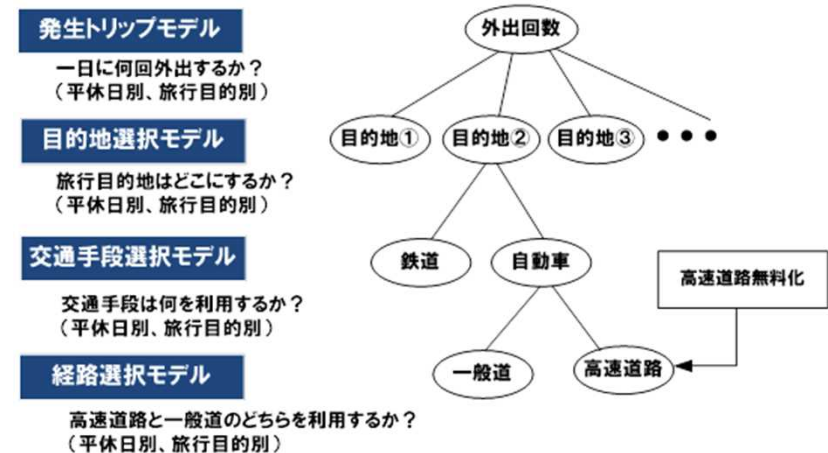 発生トリップモデル
一日に何回外出するか？
（平休日別、旅行目的別）
目的地選択モデル
旅行目的地はどこにするか？
（平休日別、旅行目的別）
交通手段選択モデル
交通手段は何を利用するか？
（平休日別、旅行目的別）
経路選択モデル
高速道路と一般道のどちらを利用するか？
（平休日別、旅行目的別）
外出回数
目的地①
目的地②
目的地③
•••
鉄道
自動車
高速道路無料化
一般道
高速道路